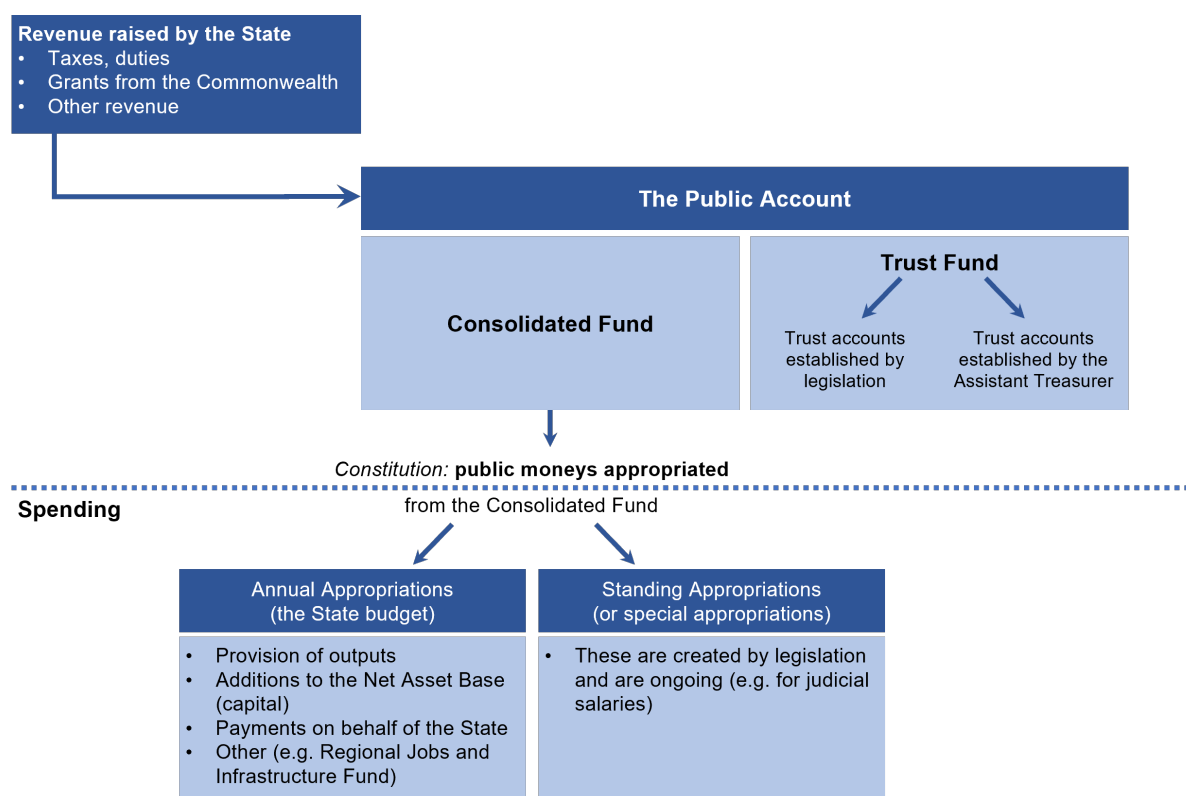 Revenue raised by the State
• Taxes, duties
• Grants from the Commonwealth
• Other revenue
The Public Account
Consolidated Fund
Trust Fund
Trust accounts
established by
legislation
Trust accounts
established by the
Assistant Treasurer
Constitution: public moneys appropriated
Spending
from the Consolidated Fund
Annual Appropriations
(the State budget)
• Provision of outputs
• Additions to the Net Asset Base
(capital)
• Payments on behalf of the State
• Other (e.g. Regional Jobs and
Infrastructure Fund)
Standing Appropriations
(or special appropriations)
• These are created by legislation
and are ongoing (e.g. for judicial
salaries)